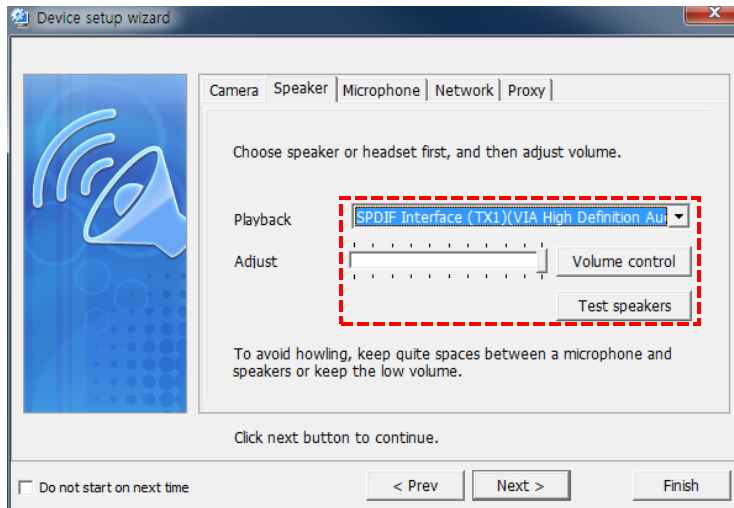 Device setup wizard
Camera Speaker Microphone Network Proxy
Choose speaker or headset first, and then adjust volume.
Playback SPDIF Interface (TX1)(VIA High Definition Au
Adjust Volume control
Test speakers
To avoid howling, keep quite spaces between a microphone and
speakers or keep the low volume.
Click next button to continue.
Do not start on next time < Prev Next > Finish